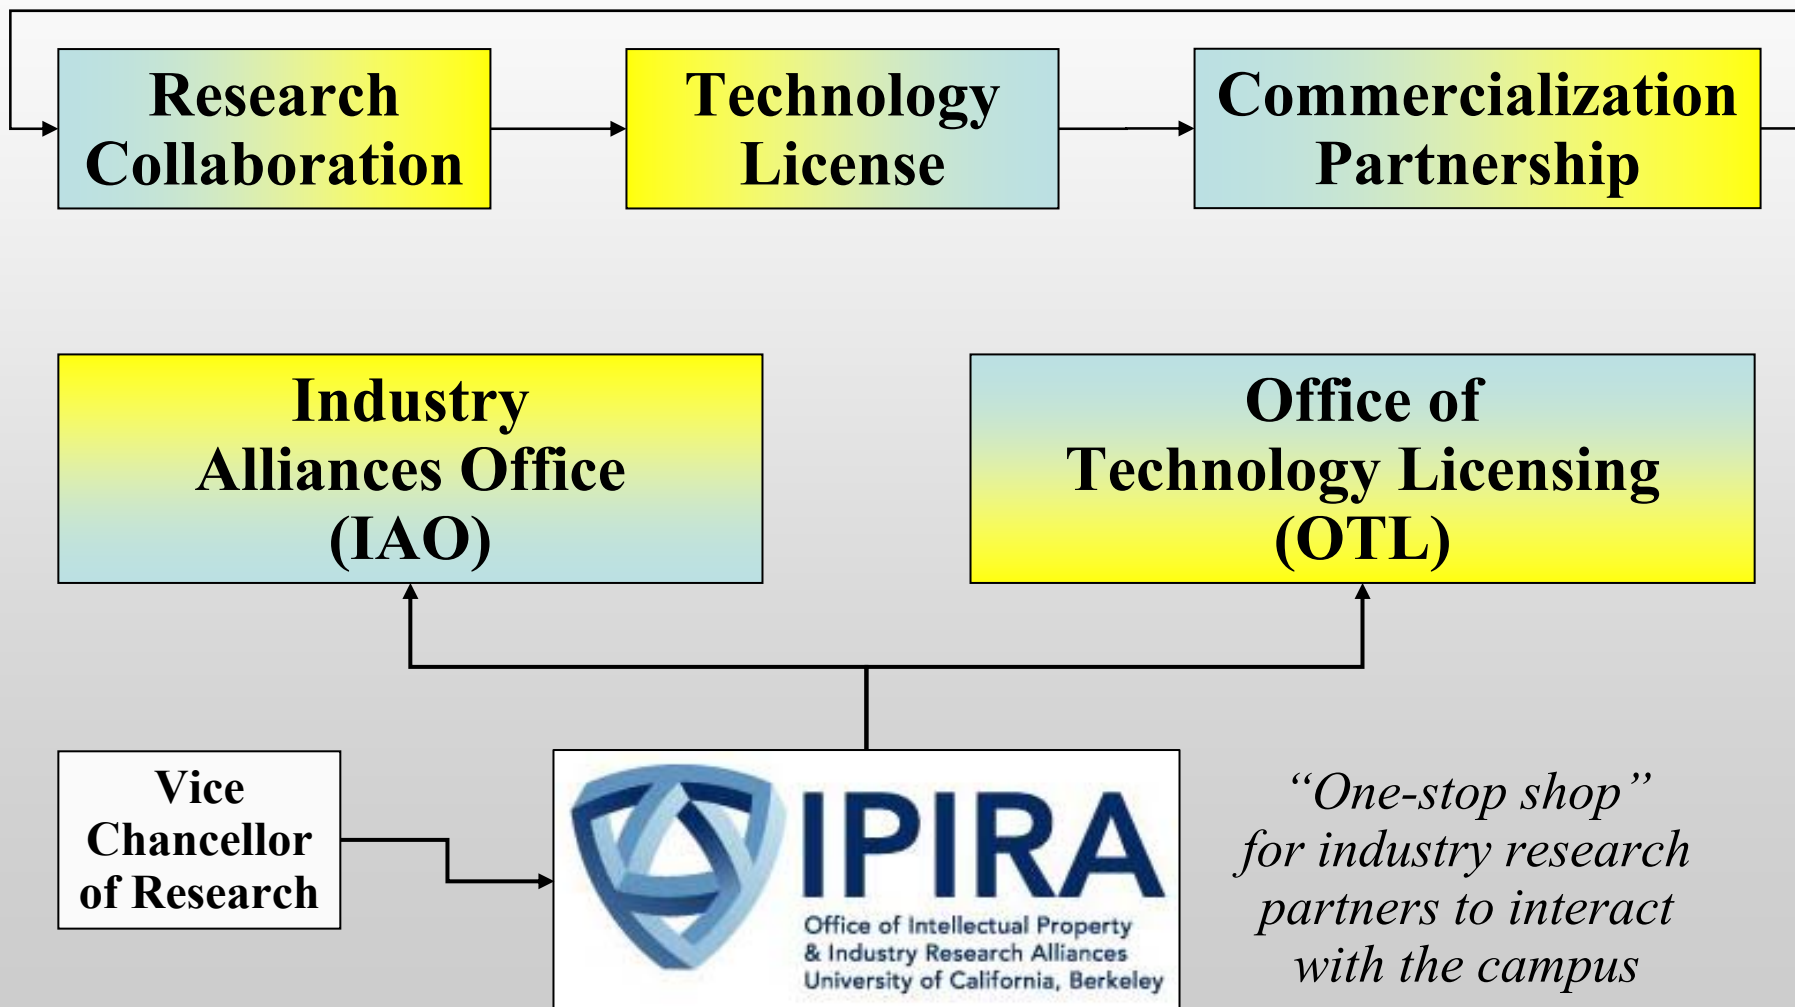 Research
Collaboration
Technology
License
Commercialization
Partnership
Industry
Alliances Office
(IAO)
Office of
Technology Licensing
(OTL)
Vice
Chancellor
of Research
IPIRA
Office of Intellectual Property
& Industry Research Alliances
University of California, Berkeley
“One-stop shop”
for industry research
partners to interact
with the campus